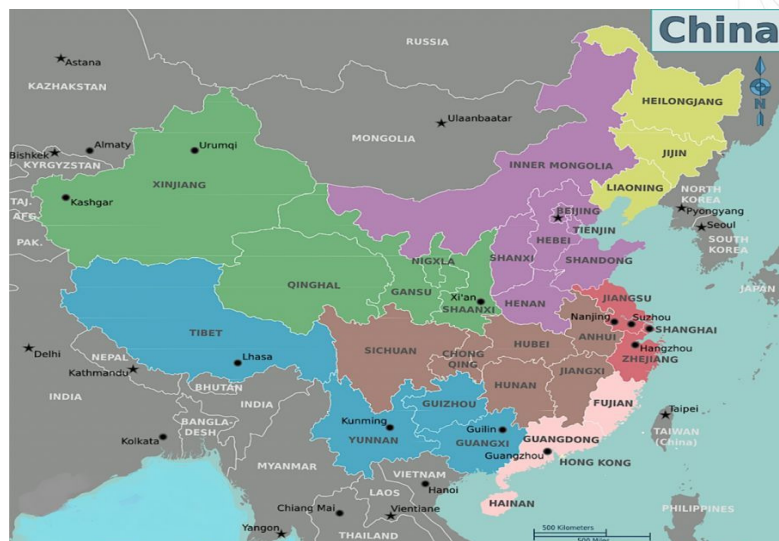 China
RUSSIA
Astana
KAZAKHSTAN
N
HEILONGJANG
Ulaanbaatar
MONGOLIA
Almaty
Urumqi
Bishkek
KYRGYZSTAN
JIJIN
INNER MONGOLIA
XINJIANG
LIAONING
NORTH
KOREA
Kashgar
TAJ.
AFG.
PAK.
BEIJING
Pyongyang
TIENJIN
Seoul
HEBEI
SOUTH
KOREA
NIGXLA
SHANXI
SHANDONG
QINGHAL
GANSU
JAPAN
Xi'an
SHAANXI
HENAN
JIANGSU
Nanjing
Suzhou
SHANGHAI
TIBET
ANHUI
Hangzhou
ZHEJIANG
Delhi
NEPAL
Lhasa
SICHUAN
CHONG
QING
HUBEI
Kathmandu
JIANGXI
BHUTAN
HUNAN
INDIA
INDIA
GUIZHOU
FUJIAN
BANGLA-
DESH
Kunming
Guilin
Taipei
Kolkata
YUNNAN
GUANGXI
GUANGDONG
TAIWAN
(China)
Guangzhou
HONG KONG
MYANMAR
VIETNAM
LAOS
Hanoi
HAINAN
Chiang Mai
Vientiane
PHILIPPINES
Yangon
THAILAND
500 Kilometers
500 Miles